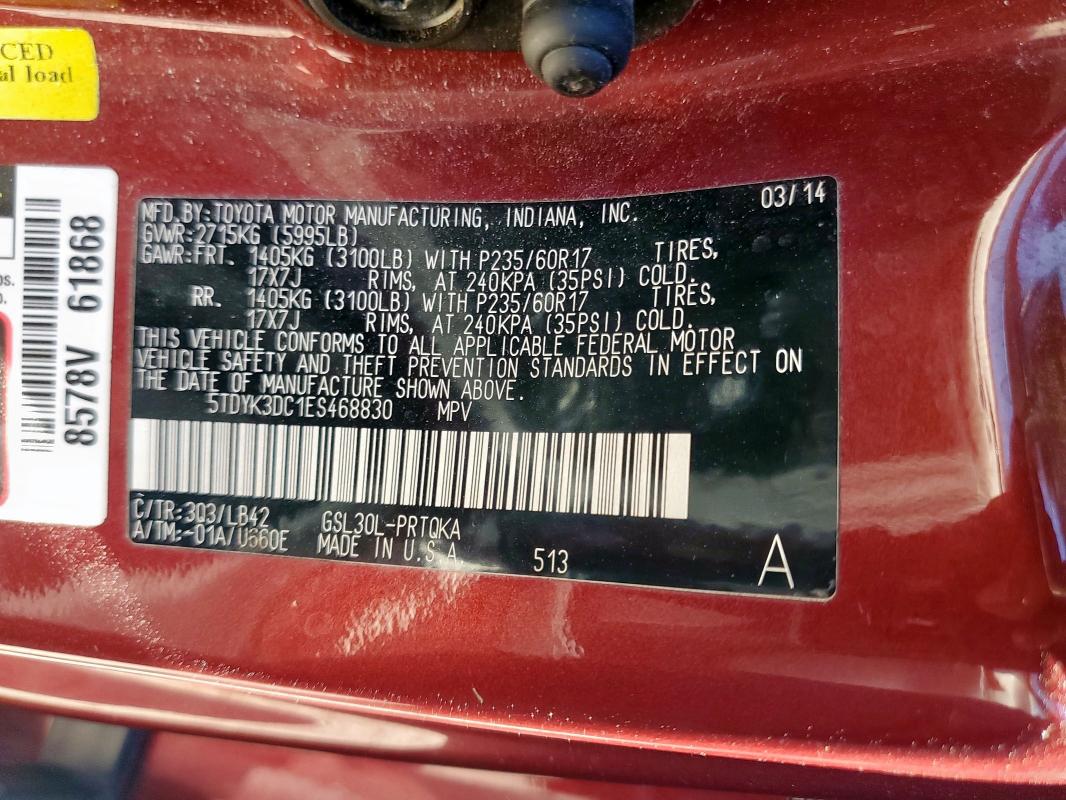 CED
al load
os.
8578V 61868
03/14
MFD.BY:TOYOTA MOTOR MANUFACTURING, INDIANA, INC.
GVWR:2715KG (5995LB)
GAWR:FRT. 1405KG (3100LB) WITH P235/60R17 TIRES,
17X7J RIMS, AT 240KPA (35PSI) COLD.
RR. 1405KG (3100LB) WITH P235/60R17 TIRES,
17X7J RIMS, AT 240KPA (35PSI) COLD.
THIS VEHICLE CONFORMS TO ALL APPLICABLE FEDERAL MOTOR
VEHICLE SAFETY AND THEFT PREVENTION STANDARDS IN EFFECT ON
THE DATE OF MANUFACTURE SHOWN ABOVE.
5TDYK3DC1ES468830 MPV
C/TR:3Q3/LB42 GSL30L-PRTQKA
A/TM:-01A/U660E MADE IN U.S.A. 513 A